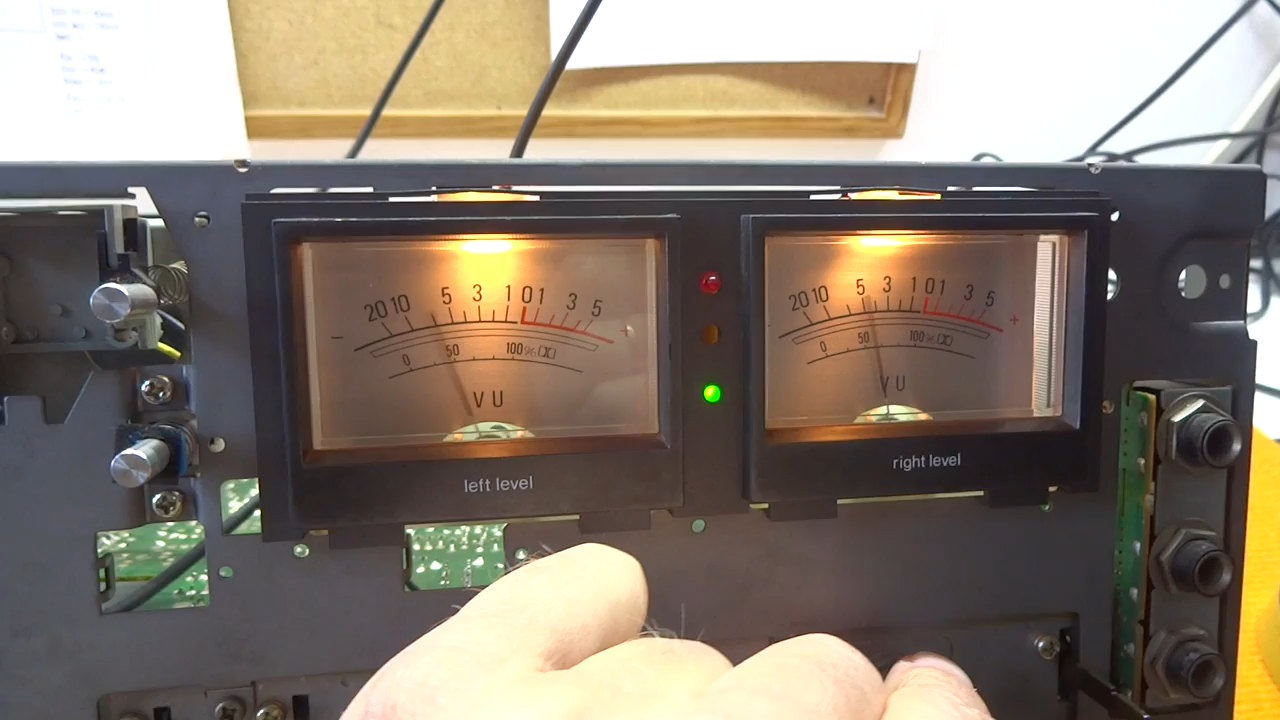 20 10 5 3 1 0 1 3 5
− +
0 50 100%
VU
left level
20 10 5 3 1 0 1 3 5
− +
0 50 100%
VU
right level